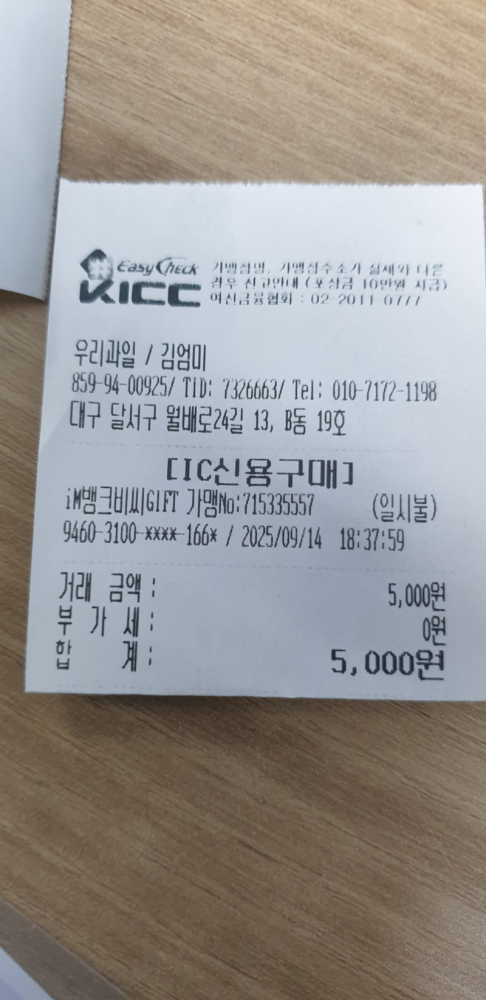 EasyCheck
KICC
가맹점명, 가맹점주소가 실제와 다른
경우 신고안내 (포상금 10만원 지급)
여신금융협회 : 02-2011-0777
우리과일 / 김엄미
859-94-00925/ TID: 7326663/ Tel: 010-7172-1198
대구 달서구 월배로24길 13, B동 19호
[IC신용구매]
iM뱅크비씨GIFT 가맹No:715335557 (일시불)
9460-3100-****-166* / 2025/09/14 18:37:59
거래 금액 : 5,000원
부 가 세 : 0원
합 계 : 5,000원